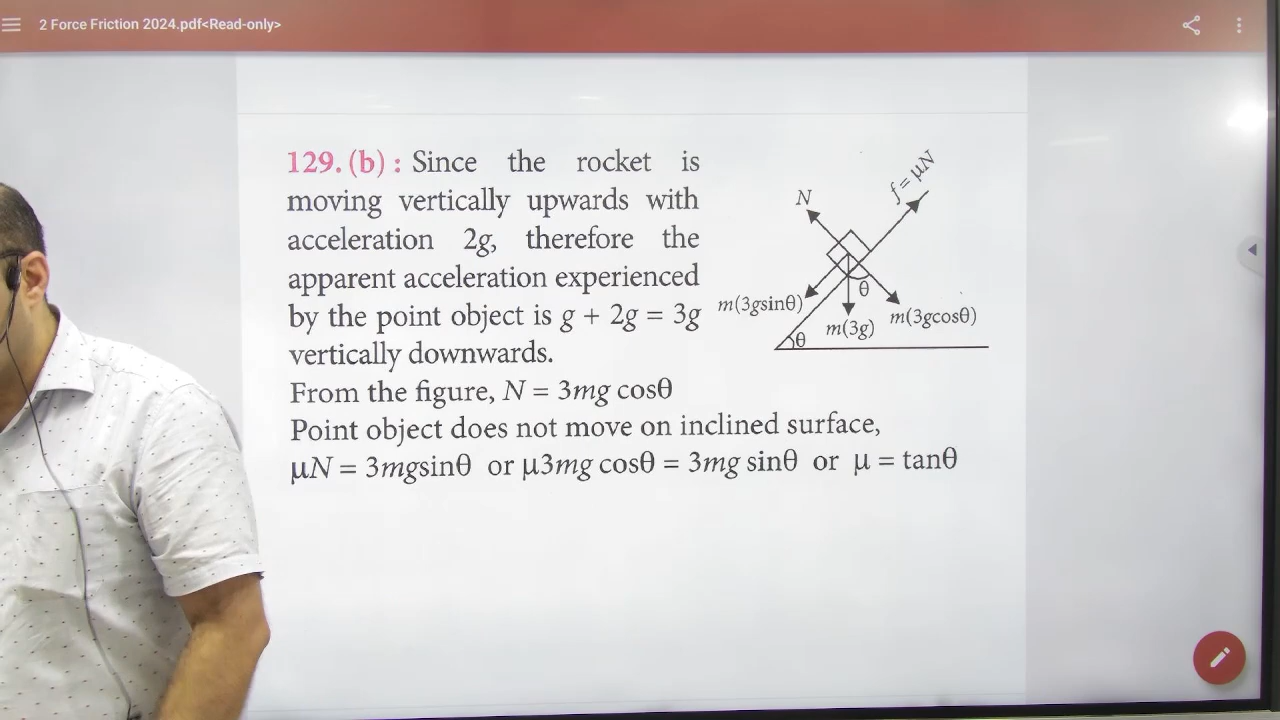 2 Force Friction 2024.pdf<Read-only>
129. (b) : Since the rocket is
moving vertically upwards with
acceleration 2g, therefore the
apparent acceleration experienced
by the point object is g + 2g = 3g
vertically downwards.
From the figure, N = 3mg cosθ
Point object does not move on inclined surface,
μN = 3mgsinθ or μ3mg cosθ = 3mg sinθ or μ = tanθ
N
f = μN
θ
m(3gsinθ)
m(3g)
m(3gcosθ)
θ